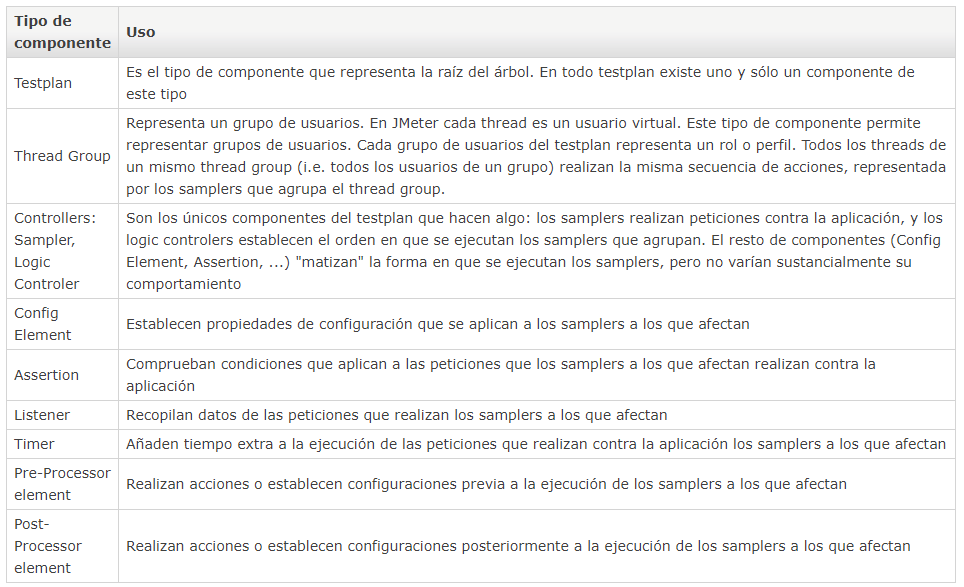 Tipo de
componente
Uso
Testplan
Es el tipo de componente que representa la raíz del árbol. En todo testplan existe uno y sólo un componente de
este tipo
Thread Group
Representa un grupo de usuarios. En JMeter cada thread es un usuario virtual. Este tipo de componente permite
representar grupos de usuarios. Cada grupo de usuarios del testplan representa un rol o perfil. Todos los threads de
un mismo thread group (i.e. todos los usuarios de un grupo) realizan la misma secuencia de acciones, representada
por los samplers que agrupa el thread group.
Controllers:
Sampler,
Logic
Controler
Son los únicos componentes del testplan que hacen algo: los samplers realizan peticiones contra la aplicación, y los
logic controlers establecen el orden en que se ejecutan los samplers que agrupan. El resto de componentes (Config
Element, Assertion, ...) "matizan" la forma en que se ejecutan los samplers, pero no varían sustancialmente su
comportamiento
Config
Element
Establecen propiedades de configuración que se aplican a los samplers a los que afectan
Assertion
Comprueban condiciones que aplican a las peticiones que los samplers a los que afectan realizan contra la
aplicación
Listener
Recopilan datos de las peticiones que realizan los samplers a los que afectan
Timer
Añaden tiempo extra a la ejecución de las peticiones que realizan contra la aplicación los samplers a los que afectan
Pre-Processor
element
Realizan acciones o establecen configuraciones previa a la ejecución de los samplers a los que afectan
Post-
Processor
element
Realizan acciones o establecen configuraciones posteriormente a la ejecución de los samplers a los que afectan